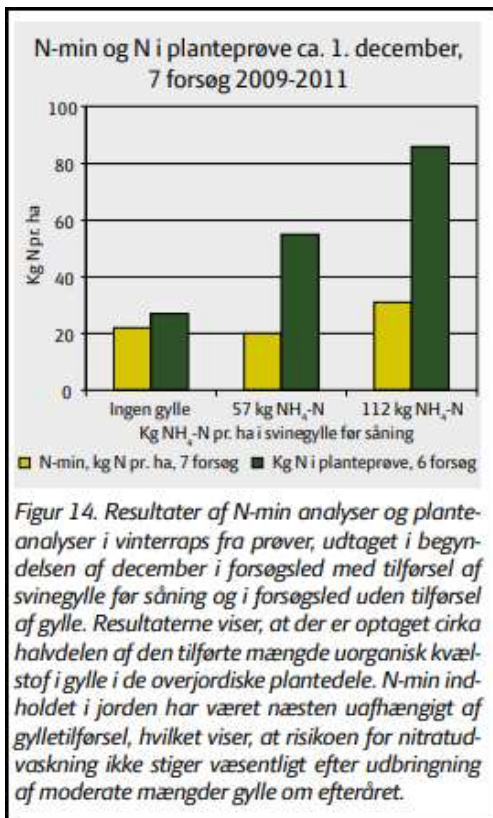 N-min og N i planteprøve ca. 1. december,
7 forsøg 2009-2011
100
80
60
40
20
0
Kg N pr. ha
Ingen gylle
57 kg NH₄-N
112 kg NH₄-N
Kg NH₄-N pr. ha i svinegylle før såning
N-min, kg N pr. ha, 7 forsøg
Kg N i planteprøve, 6 forsøg
Figur 14. Resultater af N-min analyser og plante-
analyser i vinterraps fra prøver, udtaget i begyn-
delsen af december i forsøgsled med tilførsel af
svinegylle før såning og i forsøgsled uden tilførsel
af gylle. Resultaterne viser, at der er optaget cirka
halvdelen af den tilførte mængde uorganisk kvæl-
stof i gylle i de overjordiske plantedele. N-min ind-
holdet i jorden har været næsten uafhængigt af
gylletilførsel, hvilket viser, at risikoen for nitratud-
vaskning ikke stiger væsentligt efter udbringning
af moderate mængder gylle om efteråret.